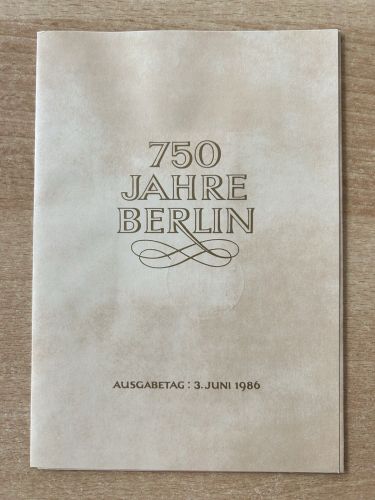 750
JAHRE
BERLIN
AUSGABETAG: 3. JUNI 1986